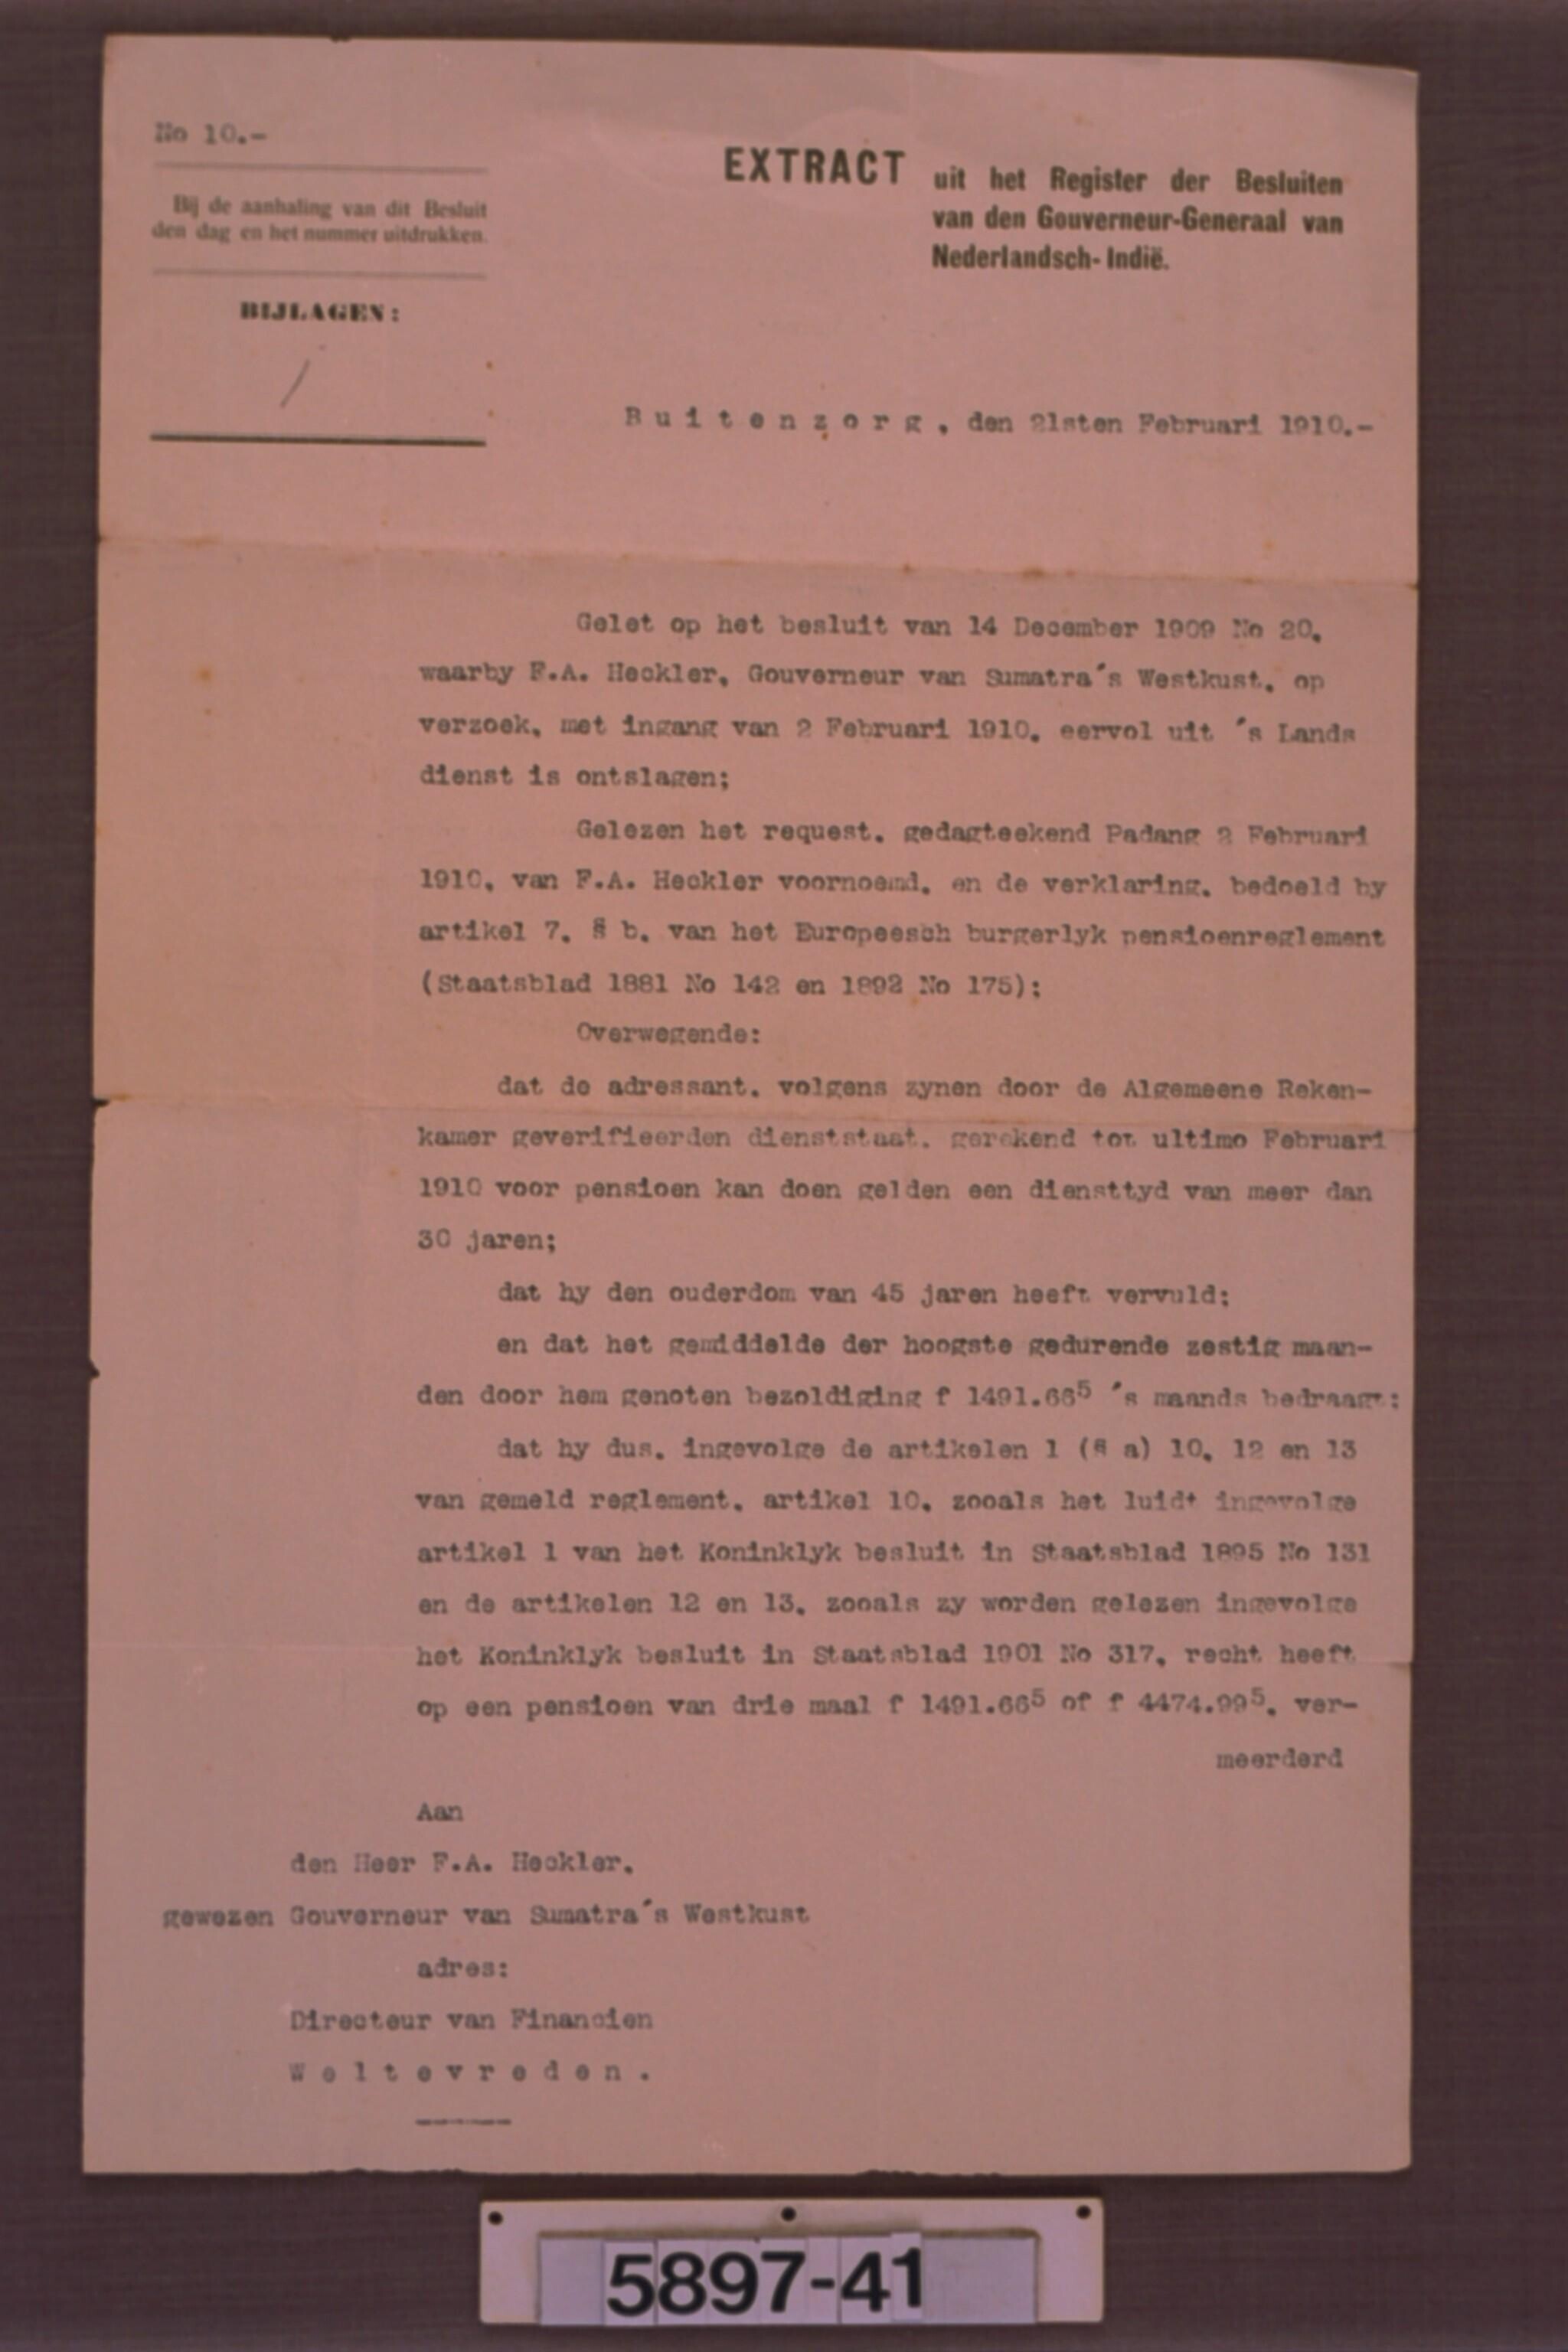 No 10.-
Bij de aanhaling van dit Besluit
den dag en het nummer uitdrukken.
BIJLAGEN:
/
EXTRACT uit het Register der Besluiten
van den Gouverneur-Generaal van
Nederlandsch-Indië.
Buitenzorg, den 21sten Februari 1910.-
Gelet op het besluit van 14 December 1909 No 20,
waarby F.A. Heckler, Gouverneur van Sumatra's Westkust, op
verzoek, met ingang van 2 Februari 1910, eervol uit 's Lands
dienst is ontslagen;
Gelezen het request, gedagteekend Padang 2 Februari
1910, van F.A. Heckler voornoemd, en de verklaring, bedoeld by
artikel 7, § b, van het Europeesch burgerlyk pensioenreglement
(Staatsblad 1881 No 142 en 1892 No 175);
Overwegende:
dat de adressant, volgens zynen door de Algemeene Reken-
kamer geverifieerden dienststaat, gerekend tot ultimo Februari
1910 voor pensioen kan doen gelden een diensttyd van meer dan
30 jaren;
dat hy den ouderdom van 45 jaren heeft vervuld;
en dat het gemiddelde der hoogste gedurende zestig maan-
den door hem genoten bezoldiging f 1491.66⁵ 's maands bedraagt;
dat hy dus, ingevolge de artikelen 1 (§ a) 10, 12 en 13
van gemeld reglement, artikel 10, zooals het luidt ingevolge
artikel 1 van het Koninklyk besluit in Staatsblad 1895 No 131
en de artikelen 12 en 13, zooals zy worden gelezen ingevolge
het Koninklyk besluit in Staatsblad 1901 No 317, recht heeft
op een pensioen van drie maal f 1491.66⁵ of f 4474.99⁵, ver-
meerderd
Aan
den Heer F.A. Heckler,
gewezen Gouverneur van Sumatra's Westkust
adres:
Directeur van Financien
Weltevreden.
5897-41